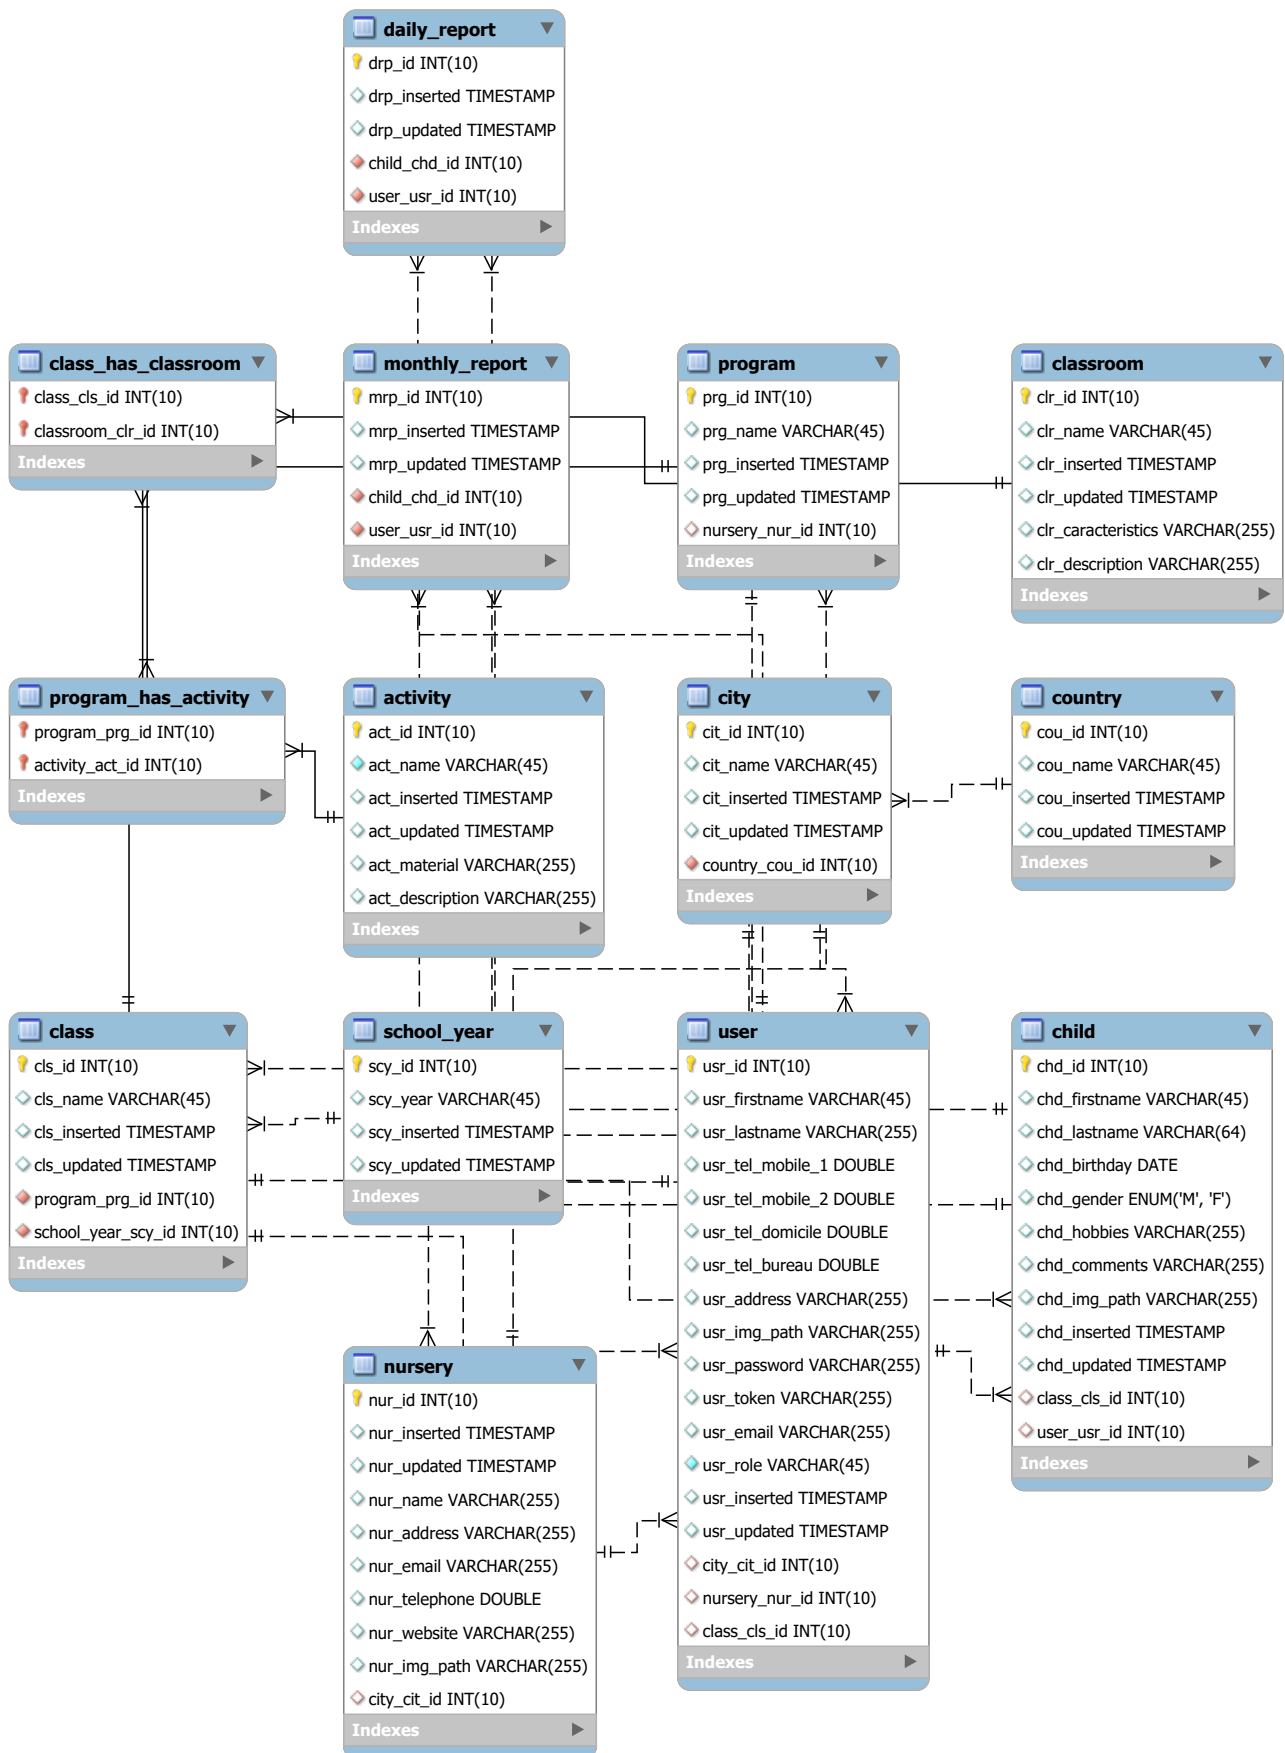 daily_report
drp_id INT(10)
drp_inserted TIMESTAMP
drp_updated TIMESTAMP
child_chd_id INT(10)
user_usr_id INT(10)
Indexes
class_has_classroom
class_cls_id INT(10)
classroom_clr_id INT(10)
Indexes
monthly_report
mrp_id INT(10)
mrp_inserted TIMESTAMP
mrp_updated TIMESTAMP
child_chd_id INT(10)
user_usr_id INT(10)
Indexes
program
prg_id INT(10)
prg_name VARCHAR(45)
prg_inserted TIMESTAMP
prg_updated TIMESTAMP
nursery_nur_id INT(10)
Indexes
classroom
clr_id INT(10)
clr_name VARCHAR(45)
clr_inserted TIMESTAMP
clr_updated TIMESTAMP
clr_caracteristics VARCHAR(255)
clr_description VARCHAR(255)
Indexes
program_has_activity
program_prg_id INT(10)
activity_act_id INT(10)
Indexes
activity
act_id INT(10)
act_name VARCHAR(45)
act_inserted TIMESTAMP
act_updated TIMESTAMP
act_material VARCHAR(255)
act_description VARCHAR(255)
Indexes
city
cit_id INT(10)
cit_name VARCHAR(45)
cit_inserted TIMESTAMP
cit_updated TIMESTAMP
country_cou_id INT(10)
Indexes
country
cou_id INT(10)
cou_name VARCHAR(45)
cou_inserted TIMESTAMP
cou_updated TIMESTAMP
Indexes
class
cls_id INT(10)
cls_name VARCHAR(45)
cls_inserted TIMESTAMP
cls_updated TIMESTAMP
program_prg_id INT(10)
school_year_scy_id INT(10)
Indexes
school_year
scy_id INT(10)
scy_year VARCHAR(45)
scy_inserted TIMESTAMP
scy_updated TIMESTAMP
Indexes
user
usr_id INT(10)
usr_firstname VARCHAR(45)
usr_lastname VARCHAR(255)
usr_tel_mobile_1 DOUBLE
usr_tel_mobile_2 DOUBLE
usr_tel_domicile DOUBLE
usr_tel_bureau DOUBLE
usr_address VARCHAR(255)
usr_img_path VARCHAR(255)
usr_password VARCHAR(255)
usr_token VARCHAR(255)
usr_email VARCHAR(255)
usr_role VARCHAR(45)
usr_inserted TIMESTAMP
usr_updated TIMESTAMP
city_cit_id INT(10)
nursery_nur_id INT(10)
class_cls_id INT(10)
Indexes
child
chd_id INT(10)
chd_firstname VARCHAR(45)
chd_lastname VARCHAR(64)
chd_birthday DATE
chd_gender ENUM('M', 'F')
chd_hobbies VARCHAR(255)
chd_comments VARCHAR(255)
chd_img_path VARCHAR(255)
chd_inserted TIMESTAMP
chd_updated TIMESTAMP
class_cls_id INT(10)
user_usr_id INT(10)
Indexes
nursery
nur_id INT(10)
nur_inserted TIMESTAMP
nur_updated TIMESTAMP
nur_name VARCHAR(255)
nur_address VARCHAR(255)
nur_email VARCHAR(255)
nur_telephone DOUBLE
nur_website VARCHAR(255)
nur_img_path VARCHAR(255)
city_cit_id INT(10)
Indexes